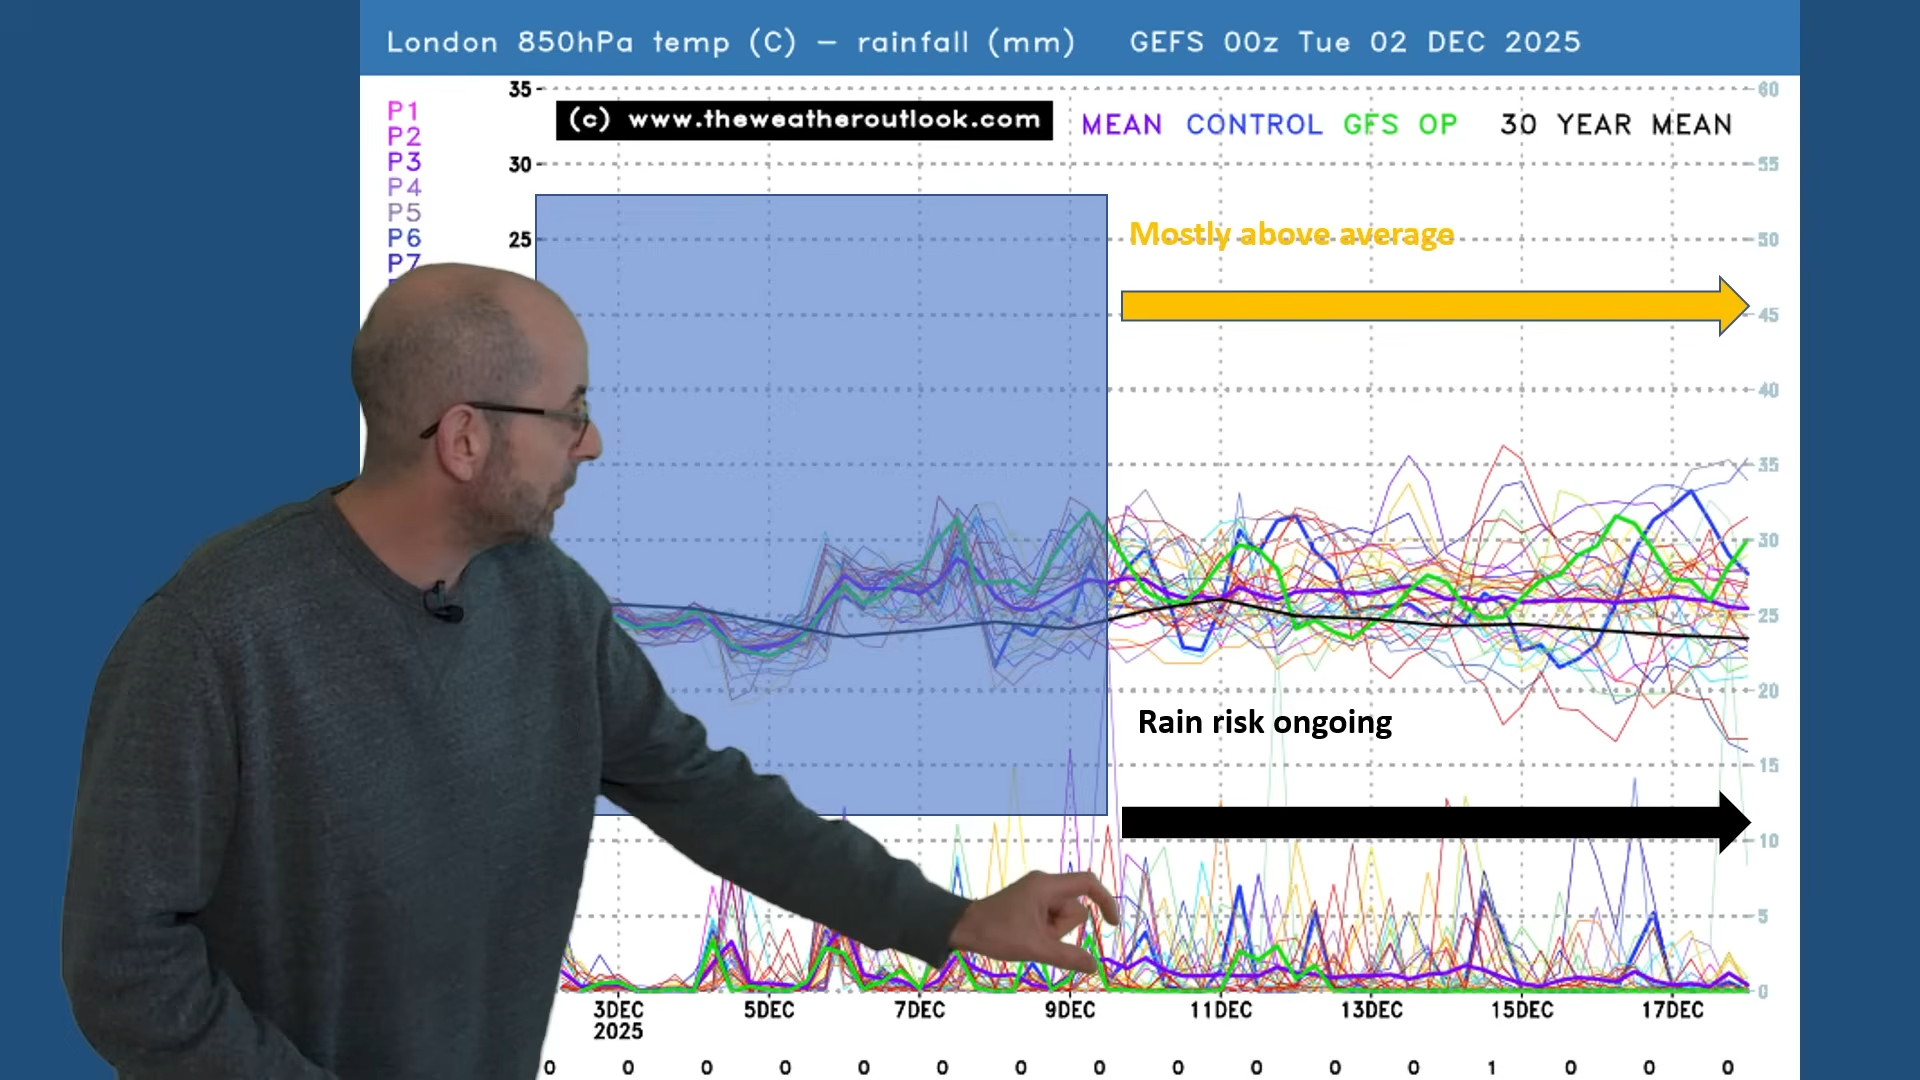 London 850hPa temp (C) – rainfall (mm) GEFS 00z Tue 02 DEC 2025
(c) www.theweatheroutlook.com
MEAN CONTROL GFS OP 30 YEAR MEAN
P1
P2
P3
P4
P5
P6
P7
35
30
25
60
55
50
45
40
35
30
25
20
15
10
5
0
Mostly above average
Rain risk ongoing
3DEC 5DEC 7DEC 9DEC 11DEC 13DEC 15DEC 17DEC
2025
0 0 0 0 0 0 0 0 0 0 0 0 1 0 0 0